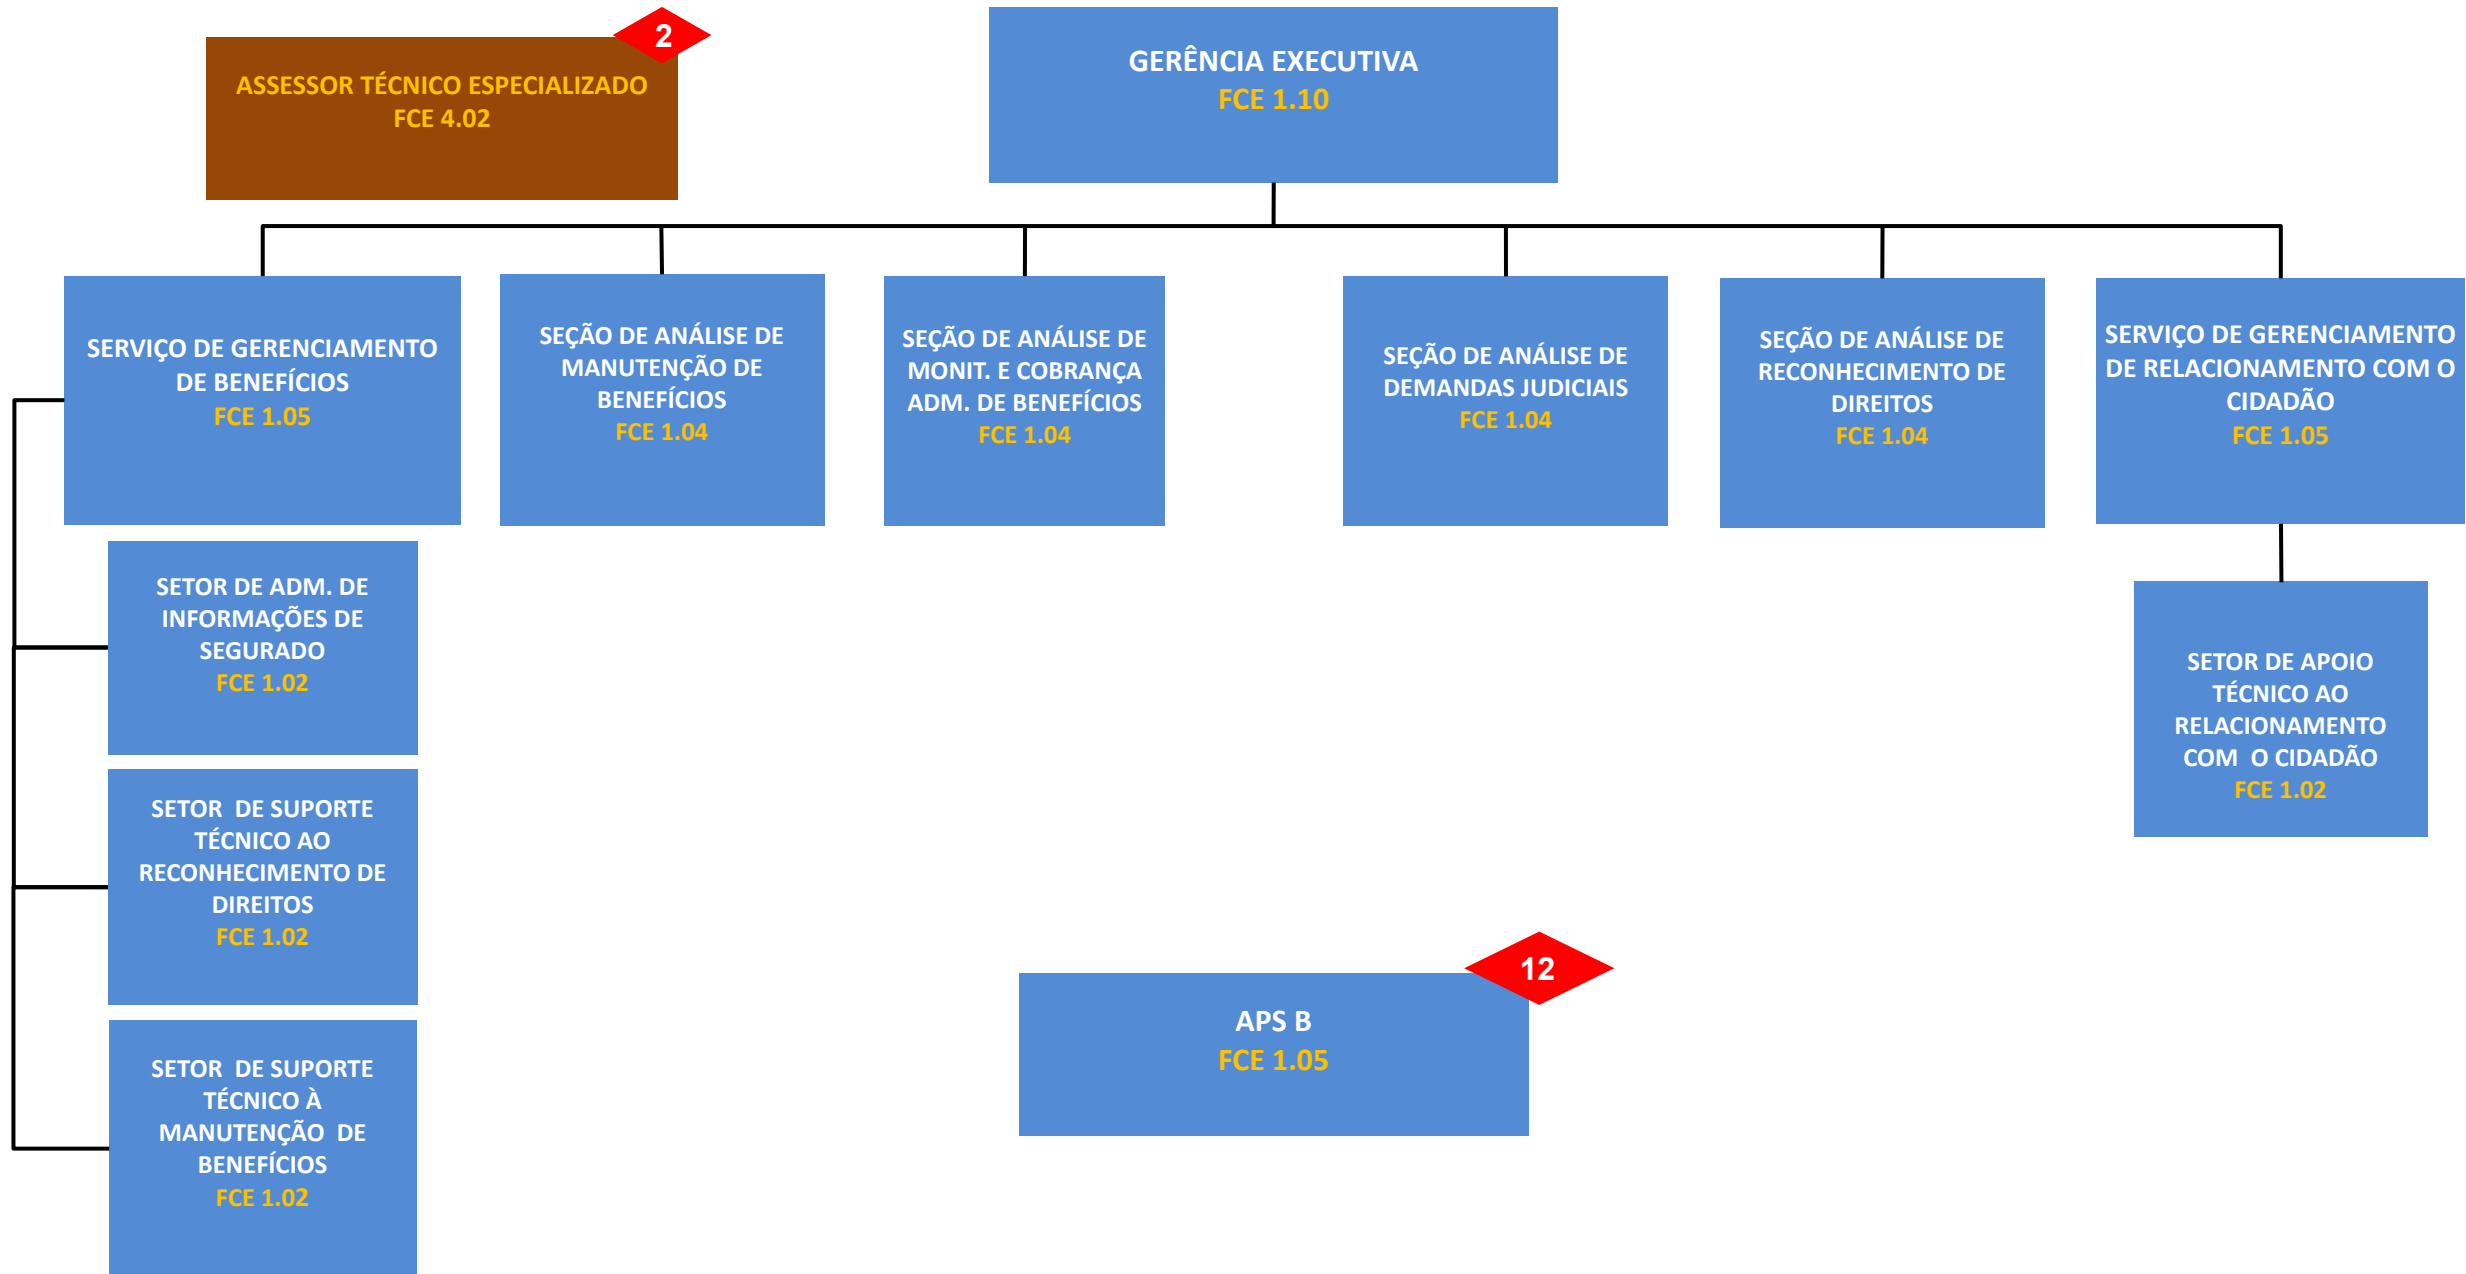 2
ASSESSOR TÉCNICO ESPECIALIZADO
FCE 4.02
GERÊNCIA EXECUTIVA
FCE 1.10
SERVIÇO DE GERENCIAMENTO
DE BENEFÍCIOS
FCE 1.05
SEÇÃO DE ANÁLISE DE
MANUTENÇÃO DE
BENEFÍCIOS
FCE 1.04
SEÇÃO DE ANÁLISE DE
MONIT. E COBRANÇA
ADM. DE BENEFÍCIOS
FCE 1.04
SEÇÃO DE ANÁLISE DE
DEMANDAS JUDICIAIS
FCE 1.04
SEÇÃO DE ANÁLISE DE
RECONHECIMENTO DE
DIREITOS
FCE 1.04
SERVIÇO DE GERENCIAMENTO
DE RELACIONAMENTO COM O
CIDADÃO
FCE 1.05
SETOR DE ADM. DE
INFORMAÇÕES DE
SEGURADO
FCE 1.02
SETOR DE SUPORTE
TÉCNICO AO
RECONHECIMENTO DE
DIREITOS
FCE 1.02
SETOR DE SUPORTE
TÉCNICO À
MANUTENÇÃO DE
BENEFÍCIOS
FCE 1.02
SETOR DE APOIO
TÉCNICO AO
RELACIONAMENTO
COM O CIDADÃO
FCE 1.02
12
APS B
FCE 1.05